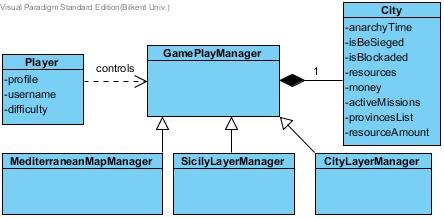 Visual Paradigm Standard Edition(Bilkent Univ.)
City
-anarchyTime
-isBeSieged
-isBlockaded
-resources
-money
-activeMissions
-provincesList
-resourceAmount
Player
-profile
-username
-difficulty
controls
GamePlayManager
1
MediterraneanMapManager
SicilyLayerManager
CityLayerManager